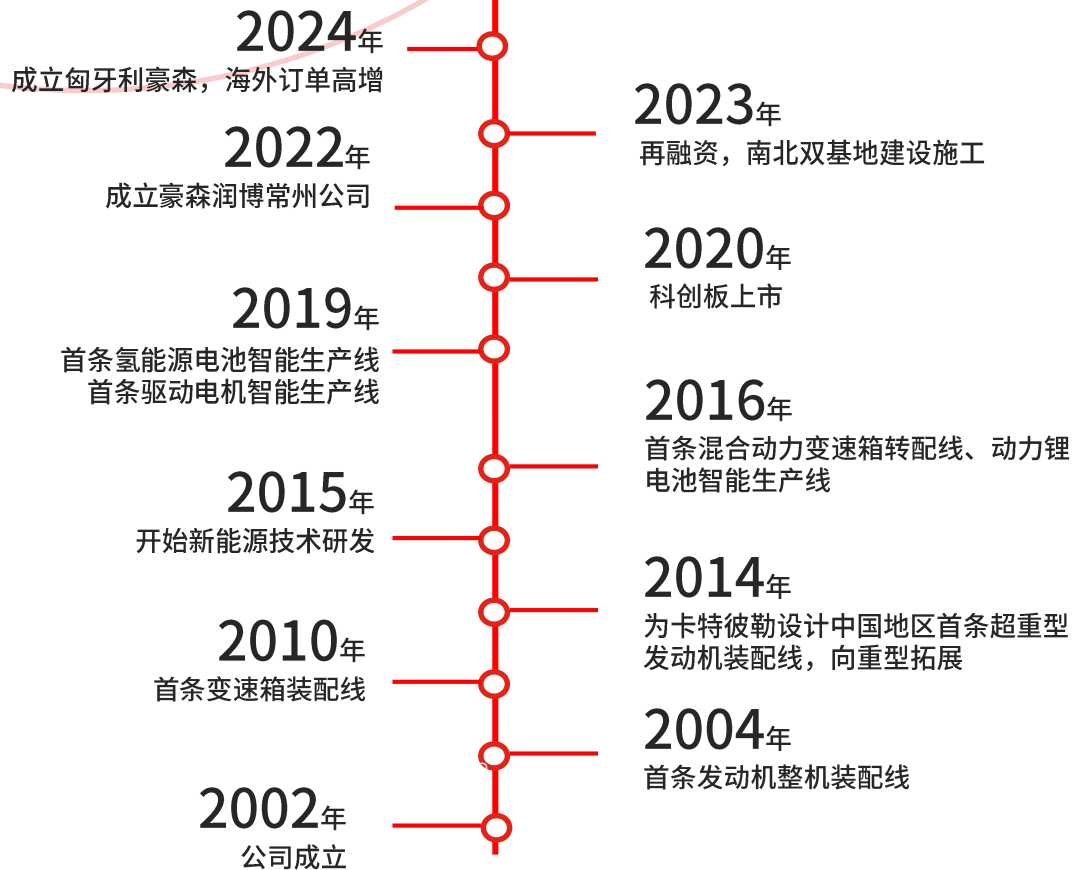 2024年
成立匈牙利豪森，海外订单高增
2023年
再融资，南北双基地建设施工
2022年
成立豪森润博常州公司
2020年
科创板上市
2019年
首条氢能源电池智能生产线
首条驱动电机智能生产线
2016年
首条混合动力变速箱转配线、动力锂
电池智能生产线
2015年
开始新能源技术研发
2014年
为卡特彼勒设计中国地区首条超重型
发动机装配线，向重型拓展
2010年
首条变速箱装配线
2004年
首条发动机整机装配线
2002年
公司成立